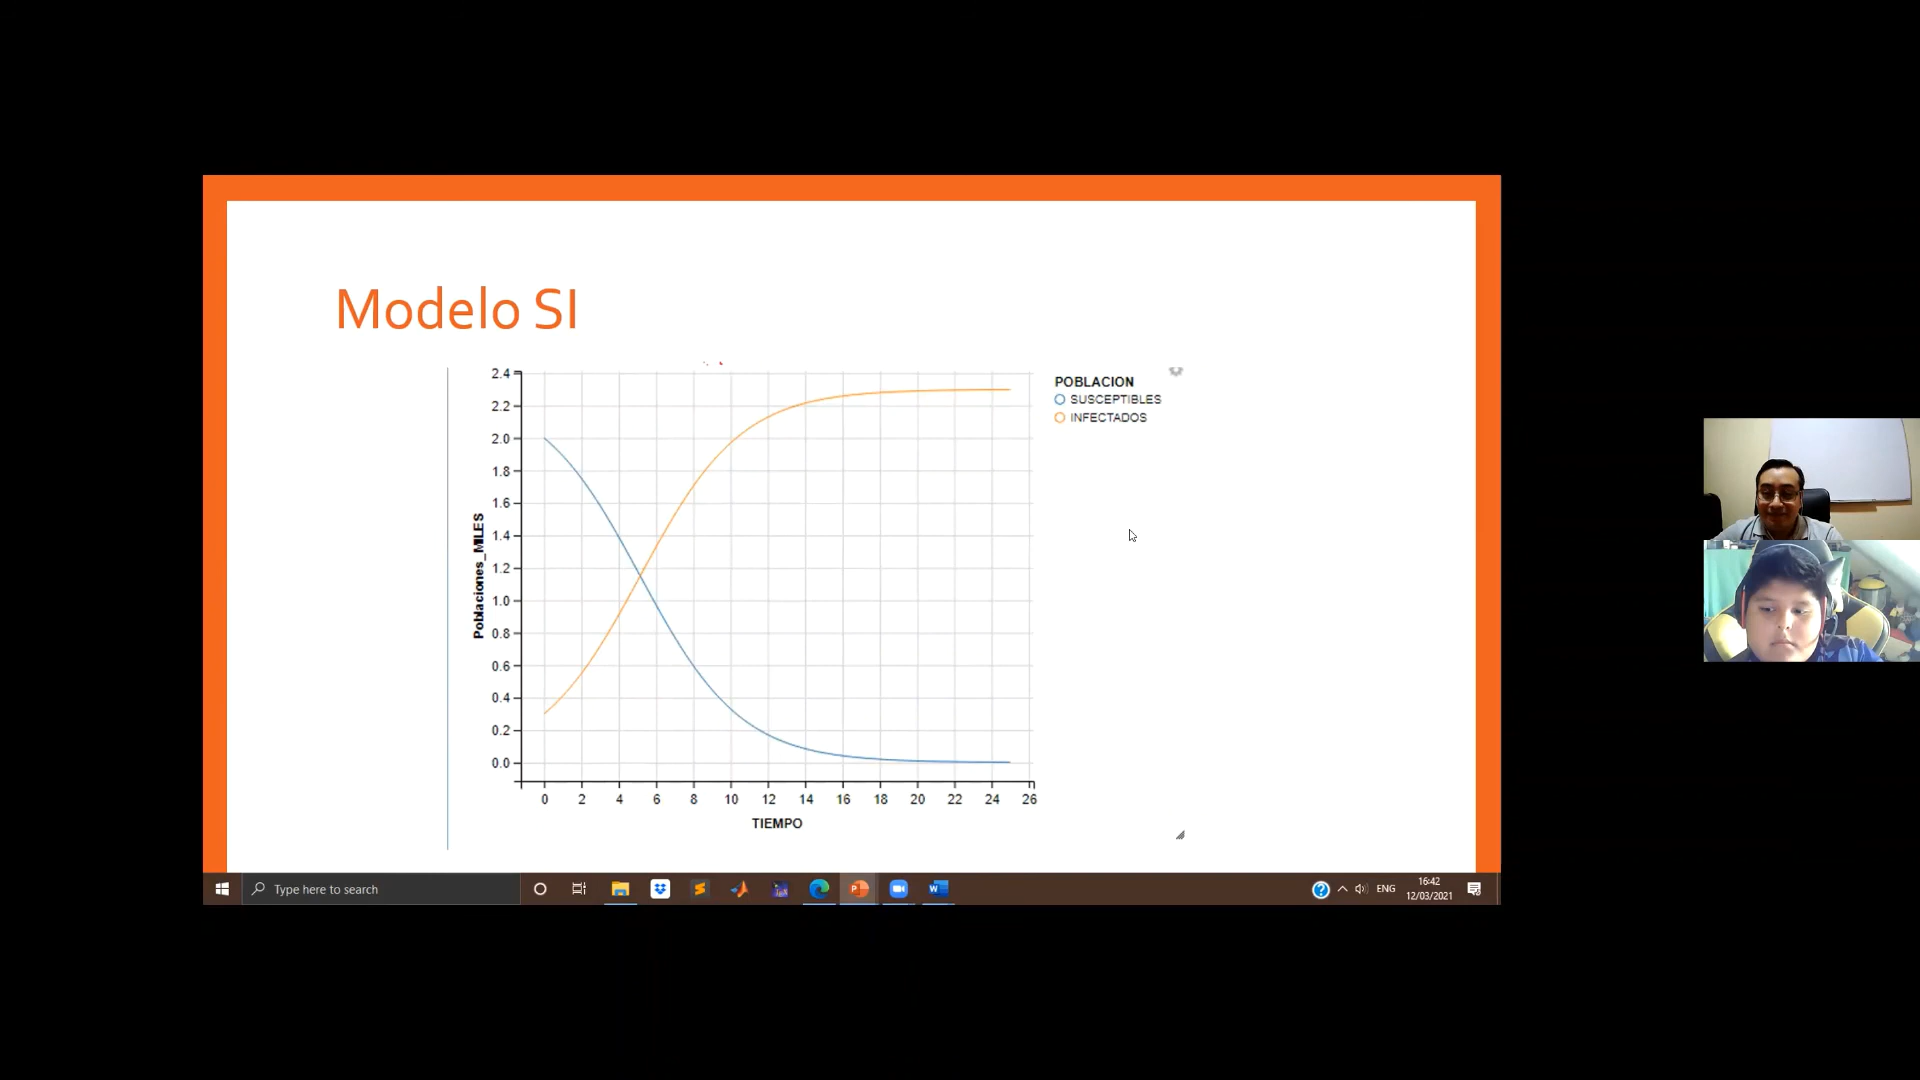 Modelo SI
2.4
2.2
2.0
1.8
1.6
1.4
1.2
1.0
0.8
0.6
0.4
0.2
0.0
Poblaciones_MILES
0 2 4 6 8 10 12 14 16 18 20 22 24 26
TIEMPO
POBLACION
SUSCEPTIBLES
INFECTADOS
Type here to search
ENG
16:42
12/03/2021